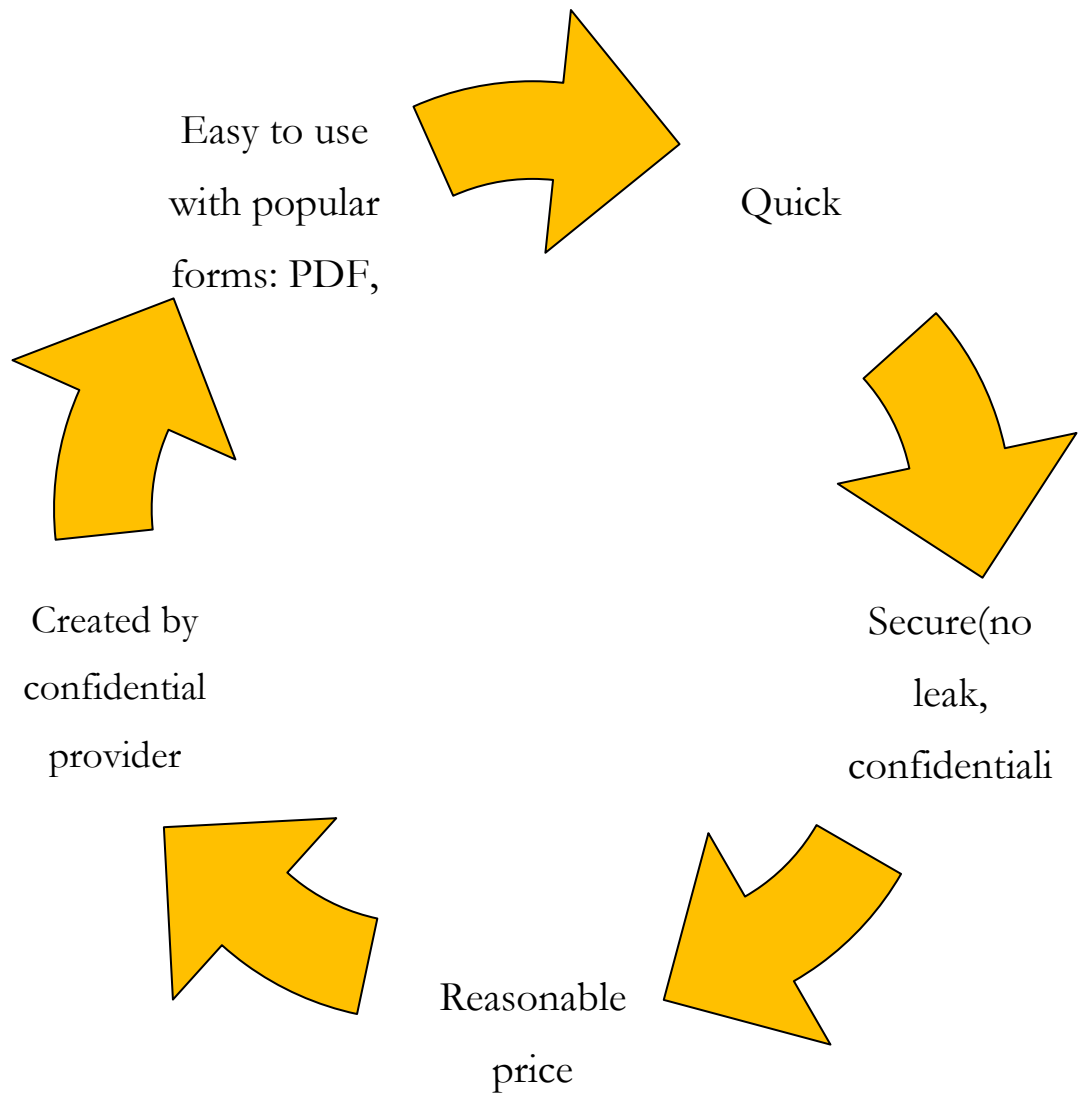 Easy to use
with popular
forms: PDF,
Quick
Secure(no
leak,
confidentiali
Reasonable
price
Created by
confidential
provider